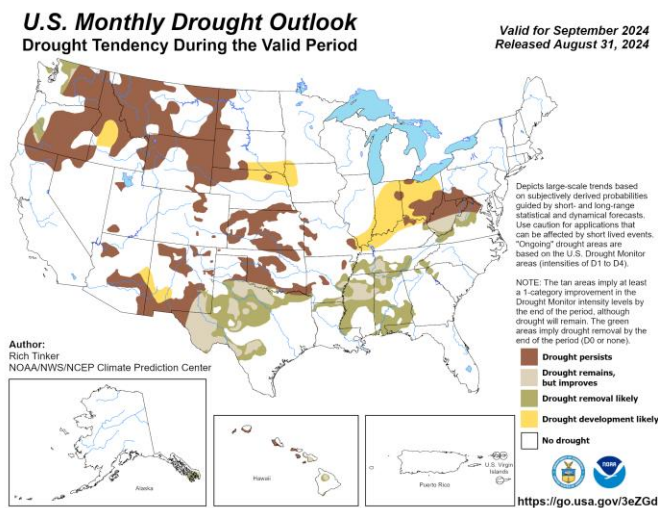 U.S. Monthly Drought Outlook
Drought Tendency During the Valid Period
Valid for September 2024
Released August 31, 2024
Depicts large-scale trends based
on subjectively derived probabilities
guided by short- and long-range
statistical and dynamical forecasts.
Use caution for applications that
can be affected by short lived events.
"Ongoing" drought areas are
based on the U.S. Drought Monitor
areas (intensities of D1 to D4).
NOTE: The tan areas imply at least
a 1-category improvement in the
Drought Monitor intensity levels by
the end of the period, although
drought will remain. The green
areas imply drought removal by the
end of the period (D0 or none).
Author:
Rich Tinker
NOAA/NWS/NCEP Climate Prediction Center
Drought persists
Drought remains,
but improves
Drought removal likely
Drought development likely
No drought
Alaska
Hawaii
Puerto Rico
U.S. Virgin
Islands
NOAA
https://go.usa.gov/3eZGd